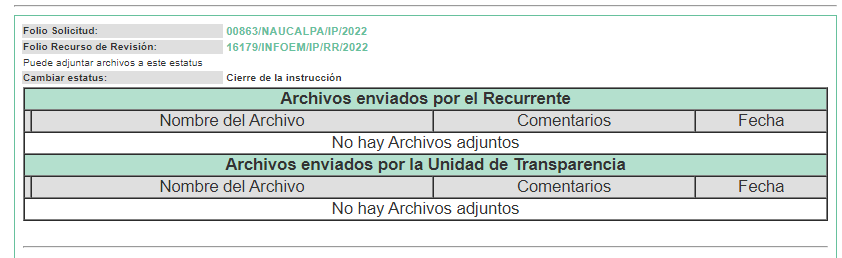 Folio Solicitud: 00863/NAUCALPA/IP/2022
Folio Recurso de Revisión: 16179/INFOEM/IP/RR/2022
Puede adjuntar archivos a este estatus
Cambiar estatus: Cierre de la instrucción
Archivos enviados por el Recurrente
Nombre del Archivo Comentarios Fecha
No hay Archivos adjuntos
Archivos enviados por la Unidad de Transparencia
Nombre del Archivo Comentarios Fecha
No hay Archivos adjuntos